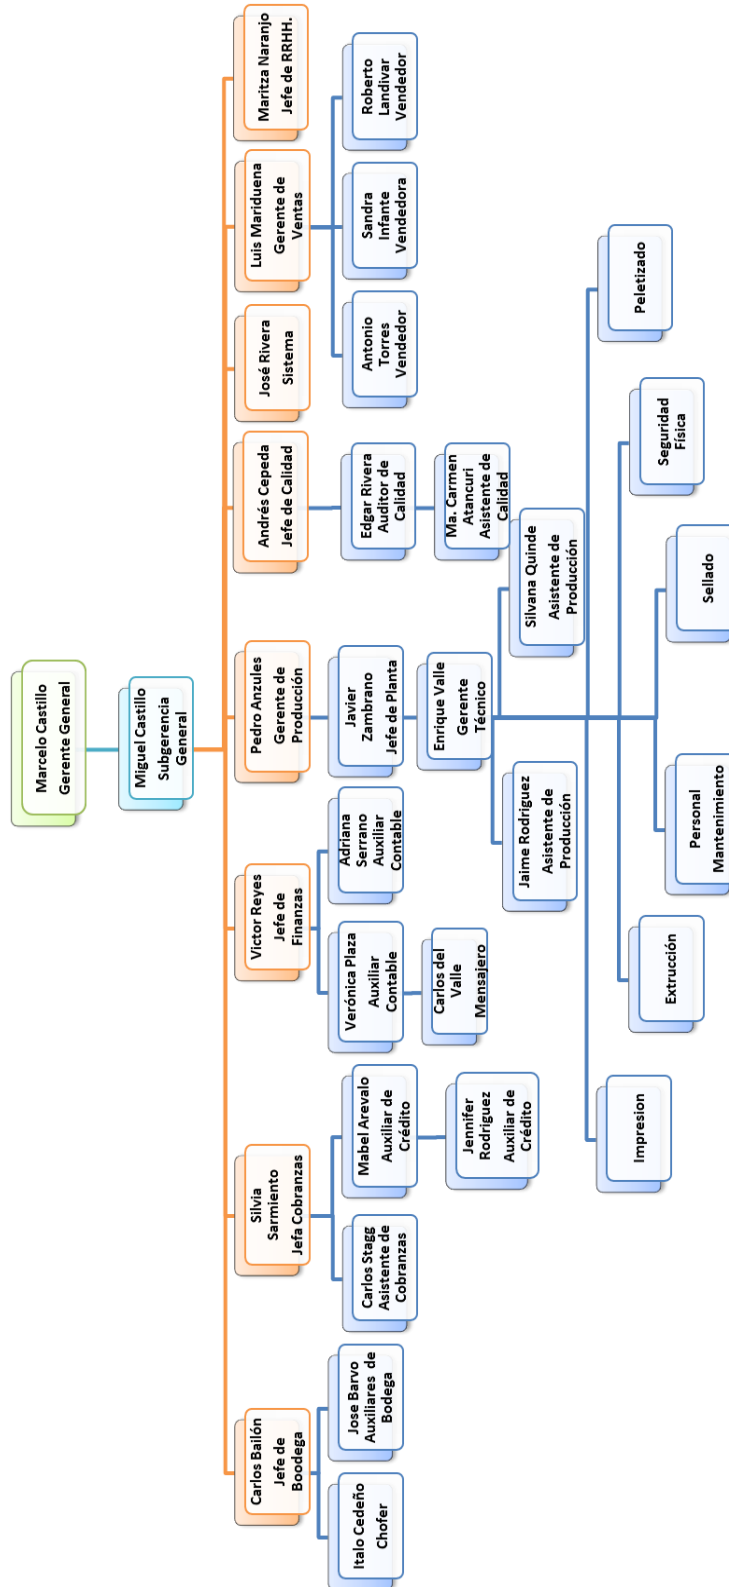 Marcelo Castillo
Gerente General
Miguel Castillo
Subgerencia
General
Carlos Bailón
Jefe de
Boodega
Silvia
Sarmiento
Jefa Cobranzas
Victor Reyes
Jefe de
Finanzas
Pedro Anzules
Gerente de
Producción
Andrés Cepeda
Jefe de Calidad
José Rivera
Sistema
Luis Mariduena
Gerente de
Ventas
Maritza Naranjo
Jefe de RRHH.
Italo Cedeño
Chofer
Jose Barvo
Auxiliares de
Bodega
Carlos Stagg
Asistente de
Cobranzas
Mabel Arevalo
Auxiliar de
Crédito
Verónica Plaza
Auxiliar
Contable
Adriana
Serrano
Auxiliar
Contable
Javier
Zambrano
Jefe de Planta
Edgar Rivera
Auditor de
Calidad
Antonio
Torres
Vendedor
Sandra
Infante
Vendedora
Roberto
Landivar
Vendedor
Jennifer
Rodriguez
Auxiliar de
Crédito
Carlos del
Valle
Mensajero
Enrique Valle
Gerente
Técnico
Ma. Carmen
Atancuri
Asistente de
Calidad
Jaime Rodriguez
Asistente de
Producción
Silvana Quinde
Asistente de
Producción
Impresion
Peletizado
Extrucción
Seguridad
Física
Personal
Mantenimiento
Sellado